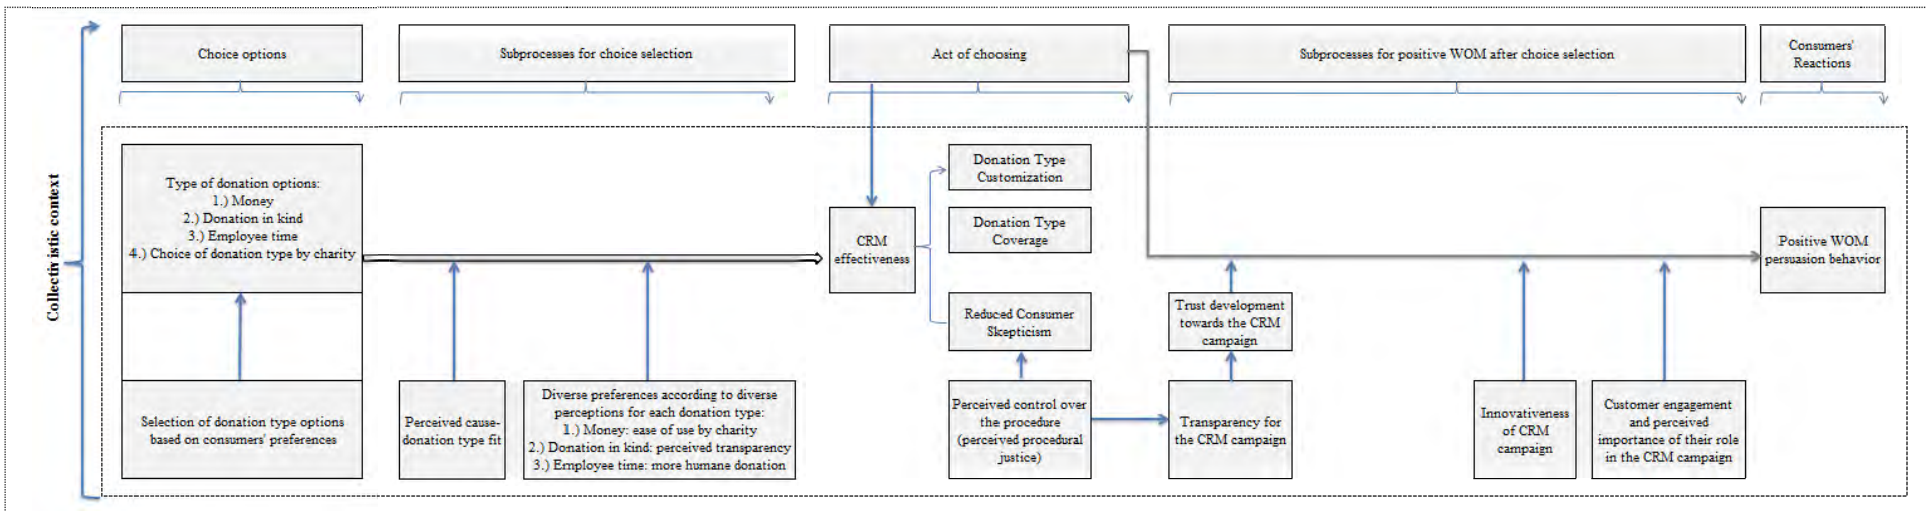 Collectivistic context
Choice options
Subprocesses for choice selection
Act of choosing
Subprocesses for positive WOM after choice selection
Consumers'
Reactions
Type of donation options:
1.) Money
2.) Donation in kind
3.) Employee time
4.) Choice of donation type by charity
Selection of donation type options
based on consumers' preferences
Perceived cause-
donation type fit
Diverse preferences according to diverse
perceptions for each donation type:
1.) Money: ease of use by charity
2.) Donation in kind: perceived transparency
3.) Employee time: more humane donation
CRM
effectiveness
Donation Type
Customization
Donation Type
Coverage
Reduced Consumer
Skepticism
Perceived control over
the procedure
(perceived procedural
justice)
Trust development
towards the CRM
campaign
Transparency for
the CRM campaign
Innovativeness
of CRM
campaign
Customer engagement
and perceived
importance of their role
in the CRM campaign
Positive WOM
persuasion behavior